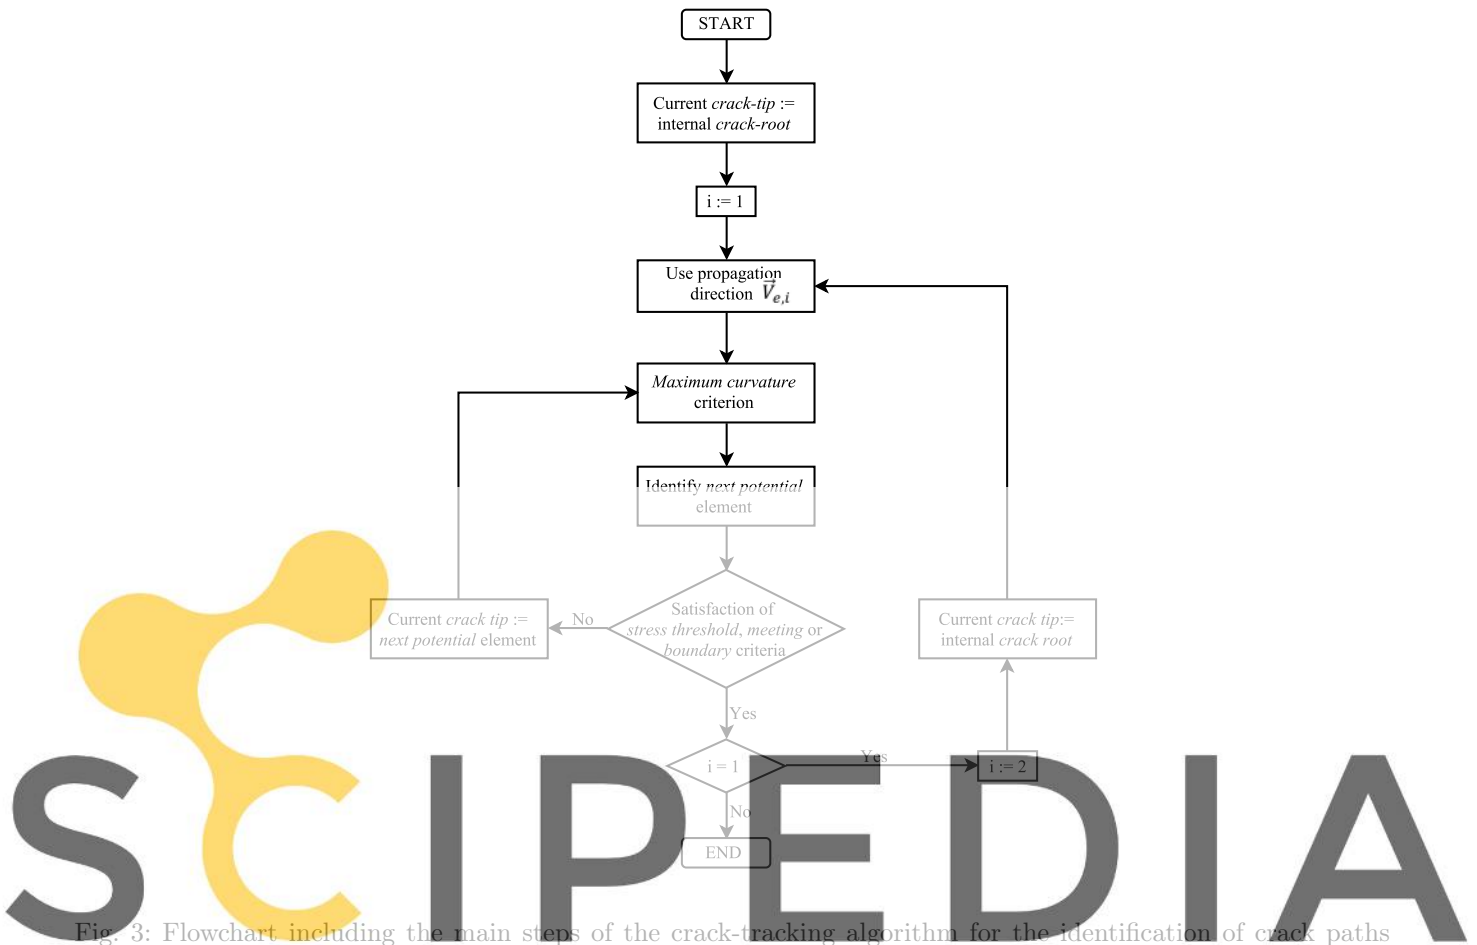 START
Current crack-tip :=
internal crack-root
i := 1
Use propagation
direction V⃗e,i
Maximum curvature
criterion
Identify next potential
element
Satisfaction of
stress threshold, meeting or
boundary criteria
No
Current crack tip :=
next potential element
Current crack tip:=
internal crack root
Yes
i = 1
Yes
i := 2
No
END
SCIPEDIA
Fig. 3: Flowchart including the main steps of the crack-tracking algorithm for the identification of crack paths